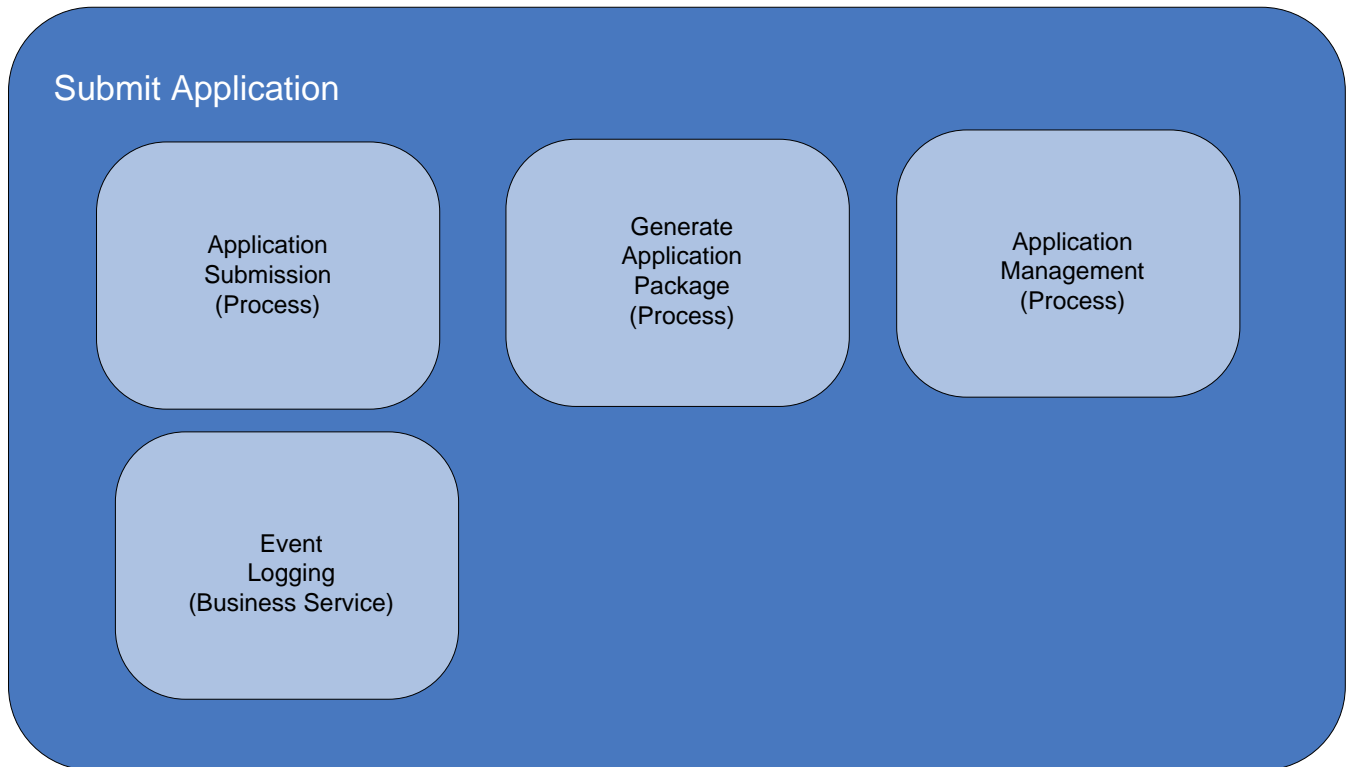 Submit Application
Application
Submission
(Process)
Generate
Application
Package
(Process)
Application
Management
(Process)
Event
Logging
(Business Service)